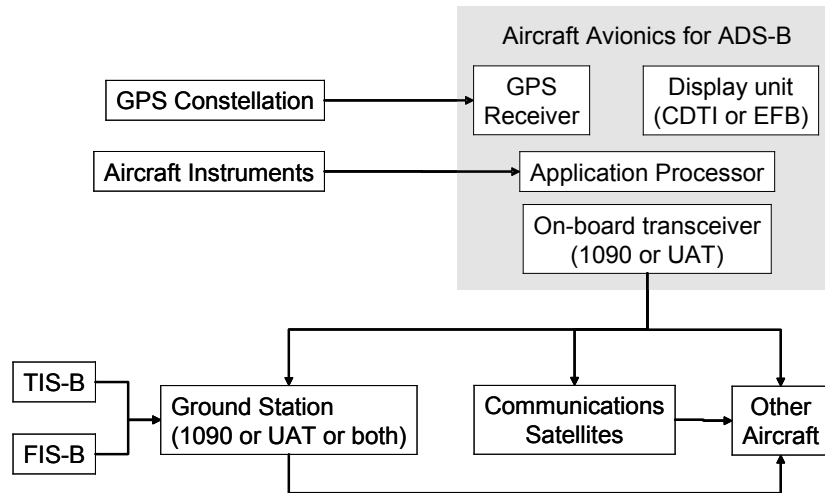 Aircraft Avionics for ADS-B
GPS Constellation
GPS
Receiver
Display unit
(CDTI or EFB)
Aircraft Instruments
Application Processor
On-board transceiver
(1090 or UAT)
TIS-B
FIS-B
Ground Station
(1090 or UAT or both)
Communications
Satellites
Other
Aircraft